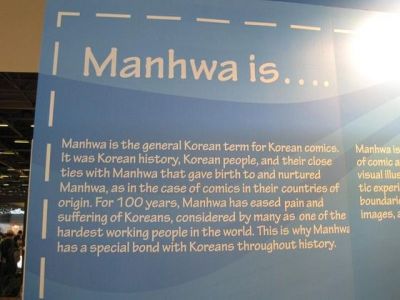 Manhwa is....
Manhwa is the general Korean term for Korean comics.
It was Korean history, Korean people, and their close
ties with Manhwa that gave birth to and nurtured
Manhwa, as in the case of comics in their countries of
origin. For 100 years, Manhwa has eased pain and
suffering of Koreans, considered by many as one of the
hardest working people in the world. This is why Manhwa
has a special bond with Koreans throughout history.
Manhwa is
of comic a
visual illus
tic experi
boundarie
images, a